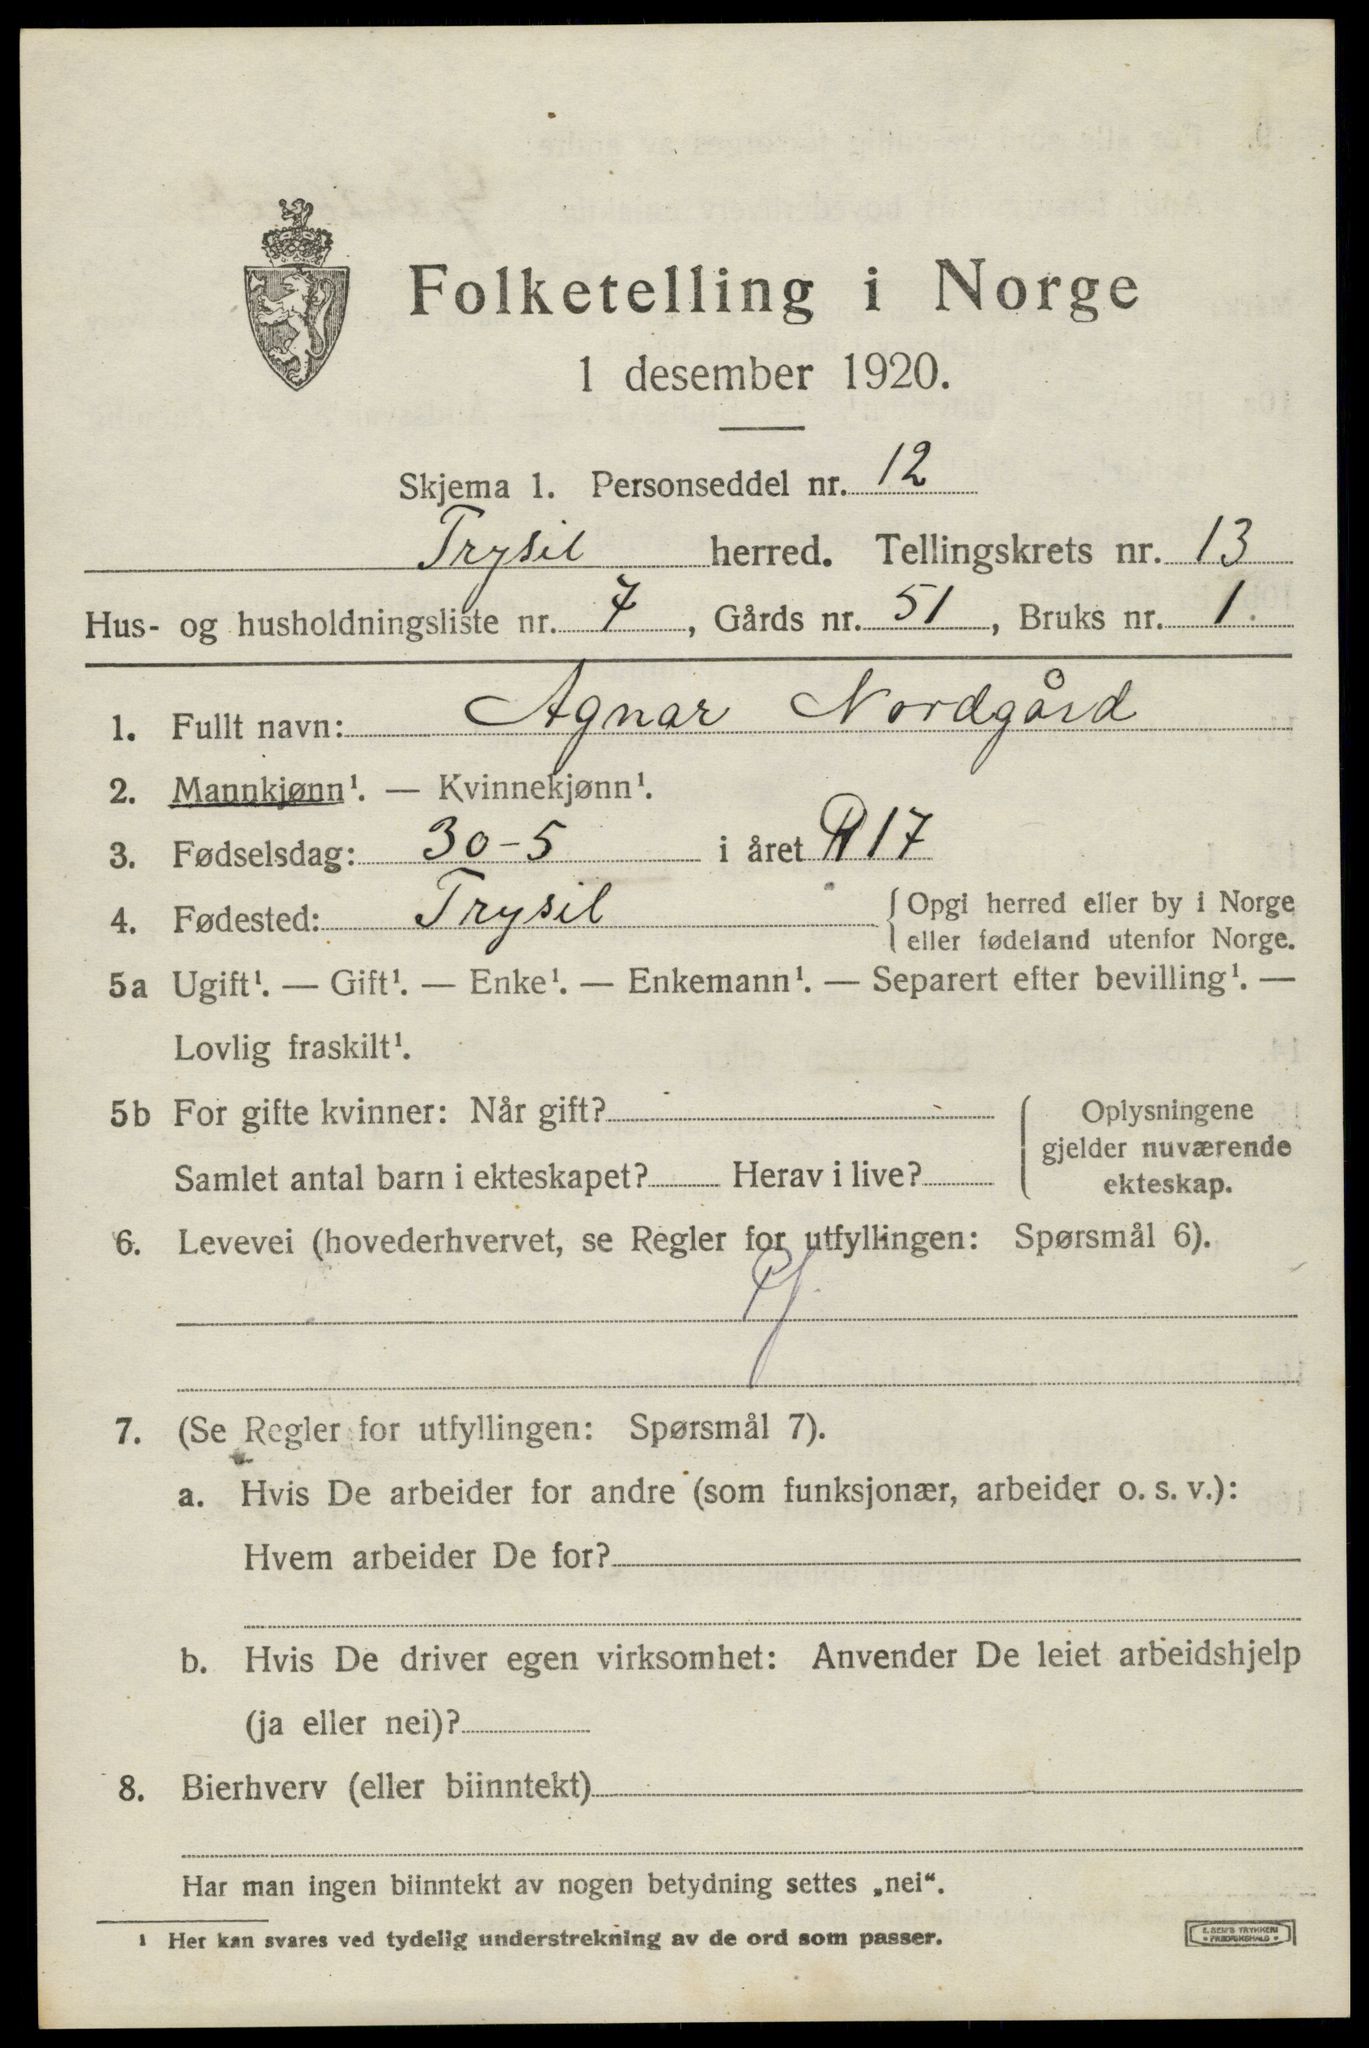 Folketelling i Norge
1 desember 1920.
Skjema 1. Personseddel nr. 12
Trysil herred. Tellingskrets nr. 13
Hus- og husholdningsliste nr. 7, Gårds nr. 51, Bruks nr. 1.
1. Fullt navn: Agnar Nordgård
2. Mannkjønn¹. — Kvinnekjønn¹.
3. Fødselsdag: 30-5 i året 17
4. Fødested: Trysil { Opgi herred eller by i Norge
eller fødeland utenfor Norge.
5a Ugift¹. — Gift¹. — Enke¹. — Enkemann¹. — Separert efter bevilling¹. —
Lovlig fraskilt¹.
5b For gifte kvinner: Når gift? { Oplysningene
gjelder nuværende
Samlet antal barn i ekteskapet? Herav i live? ekteskap.
6. Levevei (hovederhvervet, se Regler for utfyllingen: Spørsmål 6).
7. (Se Regler for utfyllingen: Spørsmål 7).
a. Hvis De arbeider for andre (som funksjonær, arbeider o. s. v.):
Hvem arbeider De for?
b. Hvis De driver egen virksomhet: Anvender De leiet arbeidshjelp
(ja eller nei)?
8. Bierhverv (eller biinntekt)
Har man ingen biinntekt av nogen betydning settes „nei“.
¹ Her kan svares ved tydelig understrekning av de ord som passer.
E. SEM'S TRYKKERI
FREDRIKSHALD